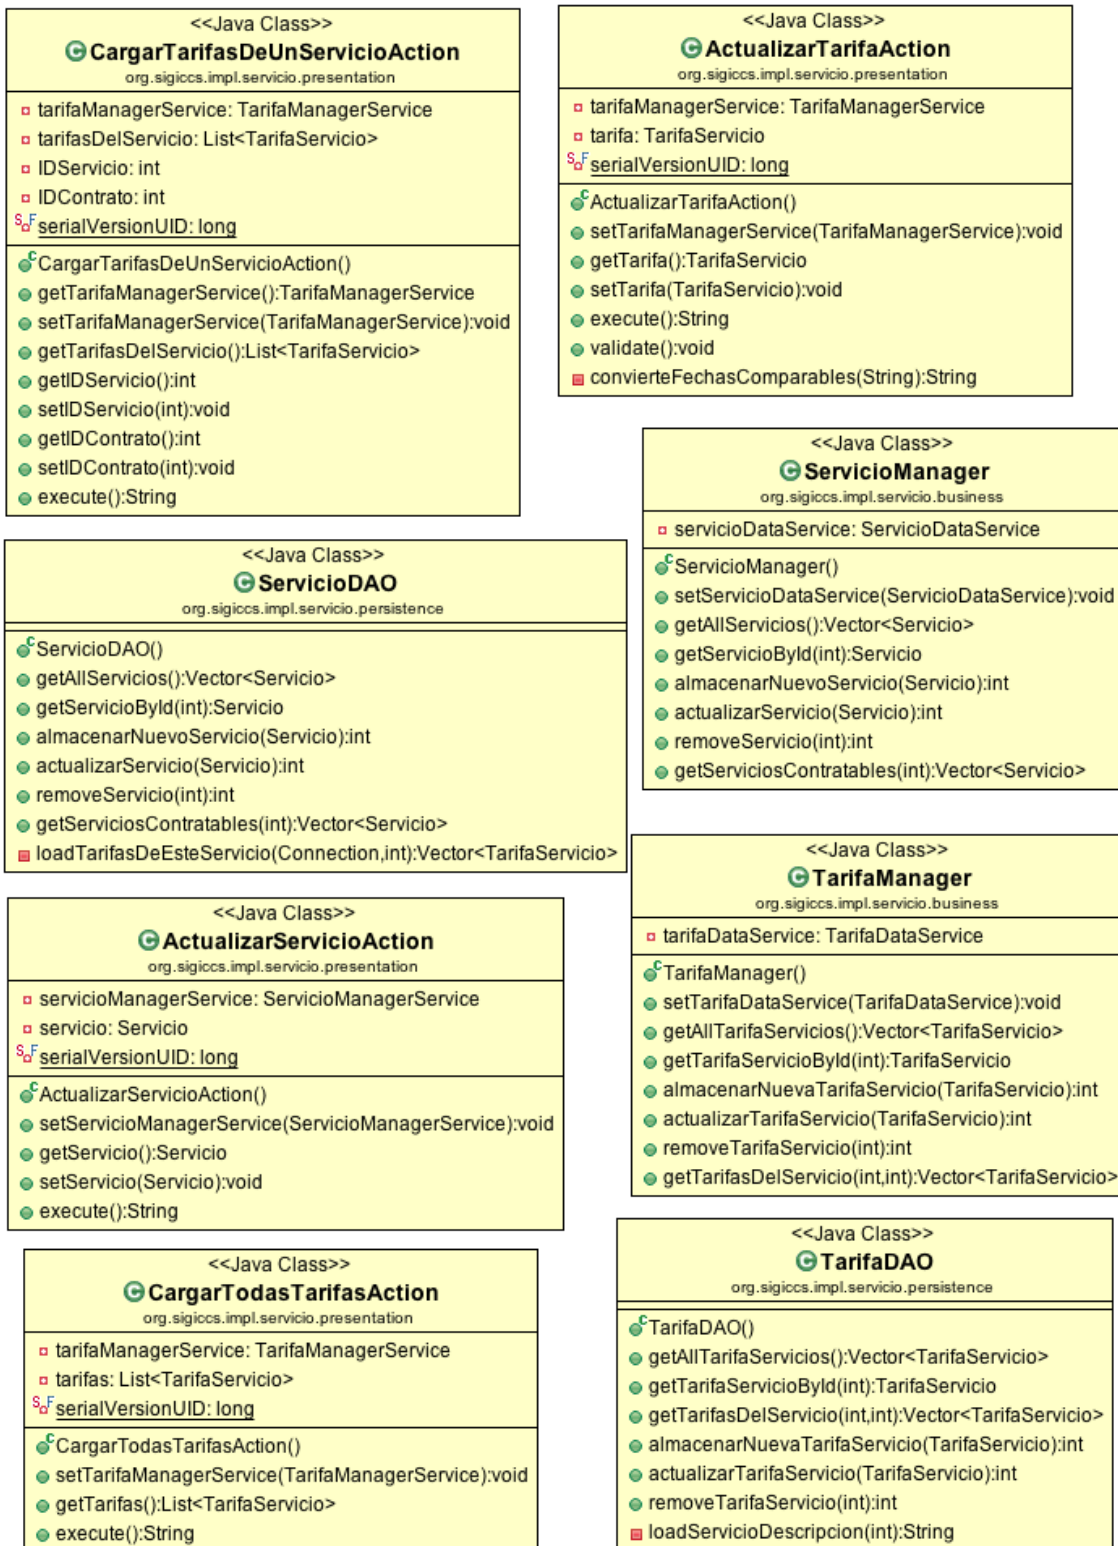 <<Java Class>>
CargarTarifasDeUnServicioAction
org.sigiccs.impl.servicio.presentation
tarifaManagerService: TarifaManagerService
tarifasDelServicio: List<TarifaServicio>
IDServicio: int
IDContrato: int
serialVersionUID: long
CargarTarifasDeUnServicioAction()
getTarifaManagerService():TarifaManagerService
setTarifaManagerService(TarifaManagerService):void
getTarifasDelServicio():List<TarifaServicio>
getIDServicio():int
setIDServicio(int):void
getIDContrato():int
setIDContrato(int):void
execute():String
<<Java Class>>
ActualizarTarifaAction
org.sigiccs.impl.servicio.presentation
tarifaManagerService: TarifaManagerService
tarifa: TarifaServicio
serialVersionUID: long
ActualizarTarifaAction()
setTarifaManagerService(TarifaManagerService):void
getTarifa():TarifaServicio
setTarifa(TarifaServicio):void
execute():String
validate():void
convierteFechasComparables(String):String
<<Java Class>>
ServicioManager
org.sigiccs.impl.servicio.business
servicioDataService: ServicioDataService
ServicioManager()
setServicioDataService(ServicioDataService):void
getAllServicios():Vector<Servicio>
getServicioById(int):Servicio
almacenarNuevoServicio(Servicio):int
actualizarServicio(Servicio):int
removeServicio(int):int
getServiciosContratables(int):Vector<Servicio>
<<Java Class>>
ServicioDAO
org.sigiccs.impl.servicio.persistence
ServicioDAO()
getAllServicios():Vector<Servicio>
getServicioById(int):Servicio
almacenarNuevoServicio(Servicio):int
actualizarServicio(Servicio):int
removeServicio(int):int
getServiciosContratables(int):Vector<Servicio>
loadTarifasDeEsteServicio(Connection,int):Vector<TarifaServicio>
<<Java Class>>
TarifaManager
org.sigiccs.impl.servicio.business
tarifaDataService: TarifaDataService
TarifaManager()
setTarifaDataService(TarifaDataService):void
getAllTarifaServicios():Vector<TarifaServicio>
getTarifaServicioById(int):TarifaServicio
almacenarNuevaTarifaServicio(TarifaServicio):int
actualizarTarifaServicio(TarifaServicio):int
removeTarifaServicio(int):int
getTarifasDelServicio(int,int):Vector<TarifaServicio>
<<Java Class>>
ActualizarServicioAction
org.sigiccs.impl.servicio.presentation
servicioManagerService: ServicioManagerService
servicio: Servicio
serialVersionUID: long
ActualizarServicioAction()
setServicioManagerService(ServicioManagerService):void
getServicio():Servicio
setServicio(Servicio):void
execute():String
<<Java Class>>
TarifaDAO
org.sigiccs.impl.servicio.persistence
TarifaDAO()
getAllTarifaServicios():Vector<TarifaServicio>
getTarifaServicioById(int):TarifaServicio
getTarifasDelServicio(int,int):Vector<TarifaServicio>
almacenarNuevaTarifaServicio(TarifaServicio):int
actualizarTarifaServicio(TarifaServicio):int
removeTarifaServicio(int):int
loadServicioDescripcion(int):String
<<Java Class>>
CargarTodasTarifasAction
org.sigiccs.impl.servicio.presentation
tarifaManagerService: TarifaManagerService
tarifas: List<TarifaServicio>
serialVersionUID: long
CargarTodasTarifasAction()
setTarifaManagerService(TarifaManagerService):void
getTarifas():List<TarifaServicio>
execute():String